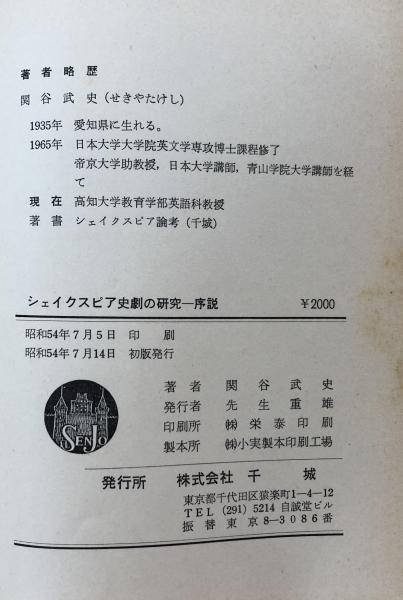 著者略歴
関谷武史(せきやたけし)
1935年 愛知県に生れる。
1965年 日本大学大学院英文学専攻博士課程修了
帝京大学助教授,日本大学講師,青山学院大学講師を経
て
現在 高知大学教育学部英語科教授
著書 シェイクスピア論考(千城)
シェイクスピア史劇の研究—序説 ¥2000
昭和54年7月5日 印刷
昭和54年7月14日 初版発行
著者 関谷武史
発行者 先生重雄
印刷所 ㈱栄泰印刷
製本所 ㈱小実製本印刷工場
SENJO
発行所 株式会社千城
東京都千代田区猿楽町1-4-12
TEL (291) 5214 自誠堂ビル
振替東京8-3086番